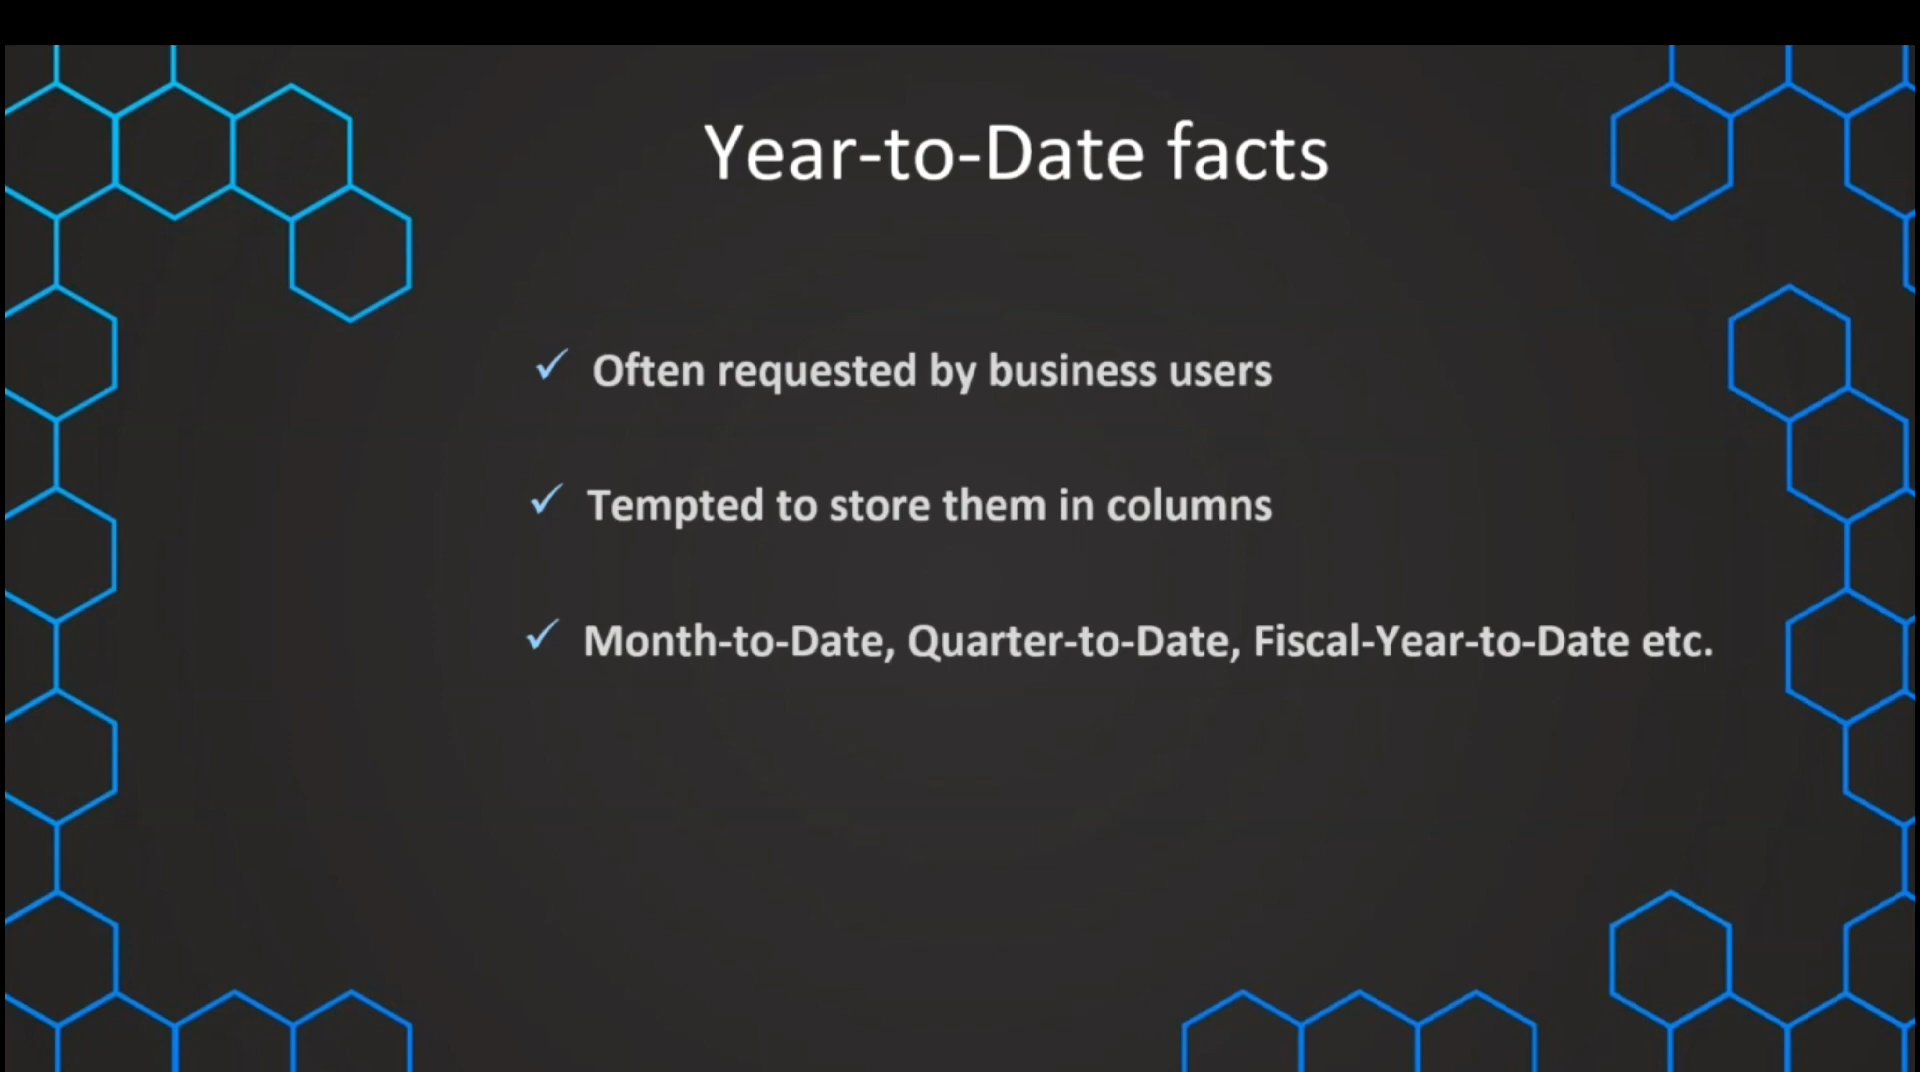 Year-to-Date facts
✓ Often requested by business users
✓ Tempted to store them in columns
✓ Month-to-Date, Quarter-to-Date, Fiscal-Year-to-Date etc.